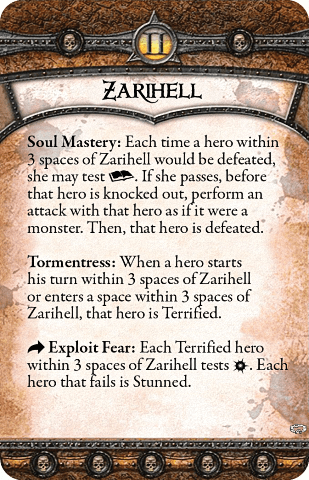 II
ZARIHELL
Soul Mastery: Each time a hero within
3 spaces of Zarihell would be defeated,
she may test . If she passes, before
that hero is knocked out, perform an
attack with that hero as if it were a
monster. Then, that hero is defeated.
Tormentress: When a hero starts
his turn within 3 spaces of Zarihell
or enters a space within 3 spaces of
Zarihell, that hero is Terrified.
Exploit Fear: Each Terrified hero
within 3 spaces of Zarihell tests . Each
hero that fails is Stunned.